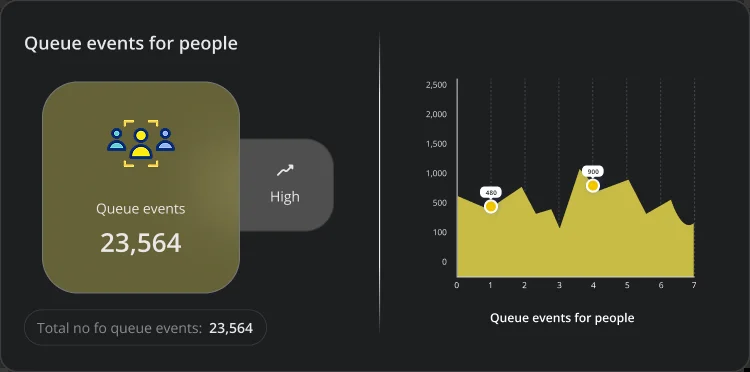 Queue events for people
High
Queue events
23,564
Total no fo queue events: 23,564
2,500
2,000
1,500
1,000
500
100
0
480
900
0 1 2 3 4 5 6 7
Queue events for people